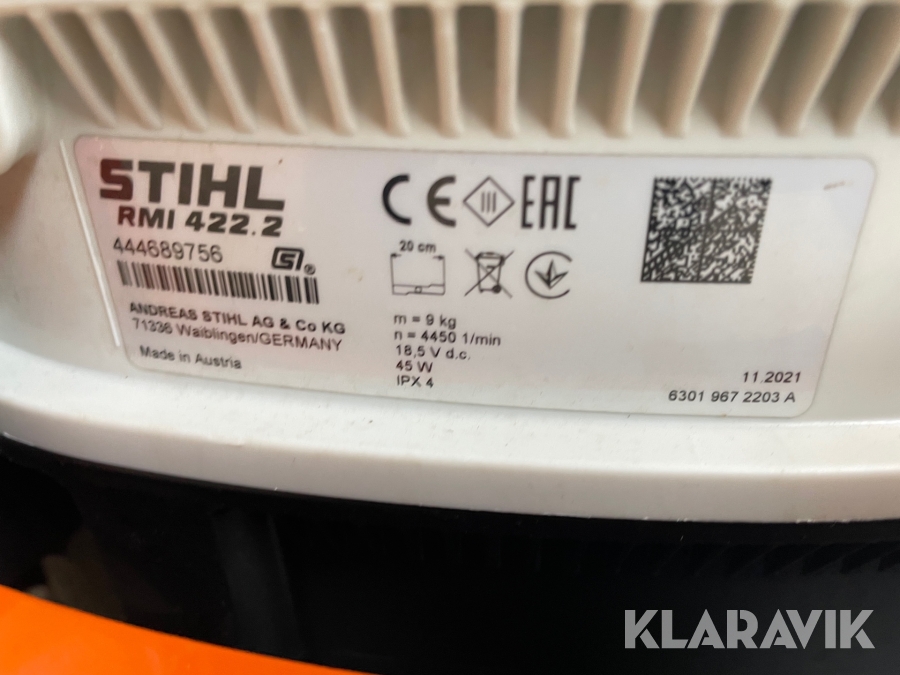 STIHL
RMI 422.2
444689756
ANDREAS STIHL AG & Co KG
71336 Waiblingen/GERMANY
Made in Austria
CE
EAC
20 cm
m = 9 kg
n = 4450 1/min
18,5 V d.c.
45 W
IPX 4
11.2021
6301 967 2203 A
KLARAVIK